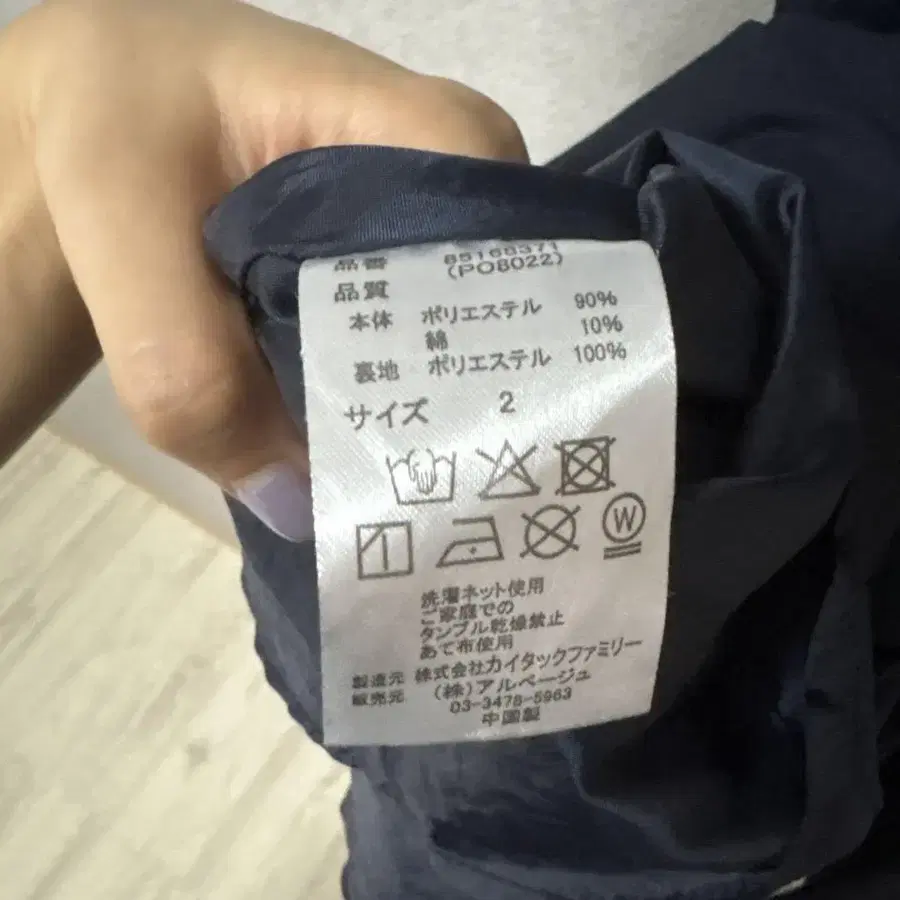 品番 85168371
(PO8022)
品質
本体 ポリエステル 90%
綿 10%
裏地 ポリエステル 100%
サイズ 2
W
洗濯ネット使用
ご家庭での
タンブル乾燥禁止
あて布使用
製造元 株式会社カイタックファミリー
販売元 (株)アルページュ
03-3478-5963
中国製